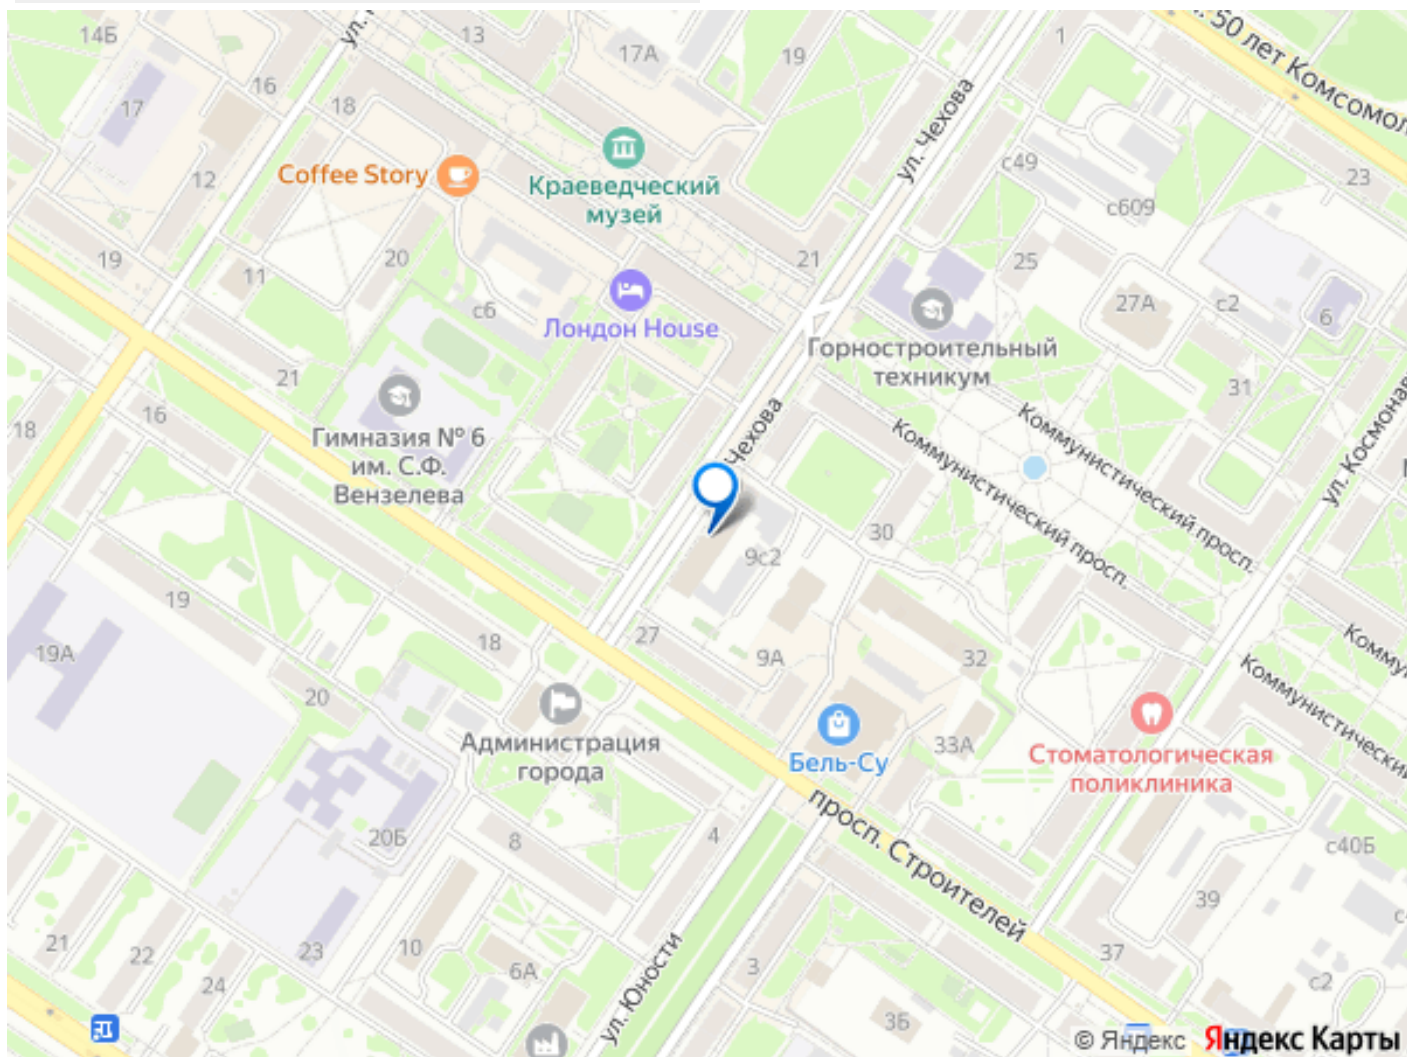 14Б
13
ул.
17А
19
1
50 лет Комсомол
17
16
18
ул. Чехова
Coffee Story
Краеведческий
музей
12
с49
23
с609
19
11
20
21
25
с6
Лондон House
27А
с2
6
Горностроительный
техникум
21
31
16
18
Гимназия № 6
им. С.Ф.
Вензелева
Чехова
Коммунистический просп.
Коммунистический просп.
ул. Космонав
30
9с2
19
18
27
19А
9А
32
20
Комму
Коммунистический
Администрация
города
Бель-Су
33А
Стоматологическая
поликлиника
просп. Строителей
20Б
8
4
с40Б
39
21
22
23
24
10
6А
ул. Юности
3
37
с2
3Б
© Яндекс Яндекс Карты